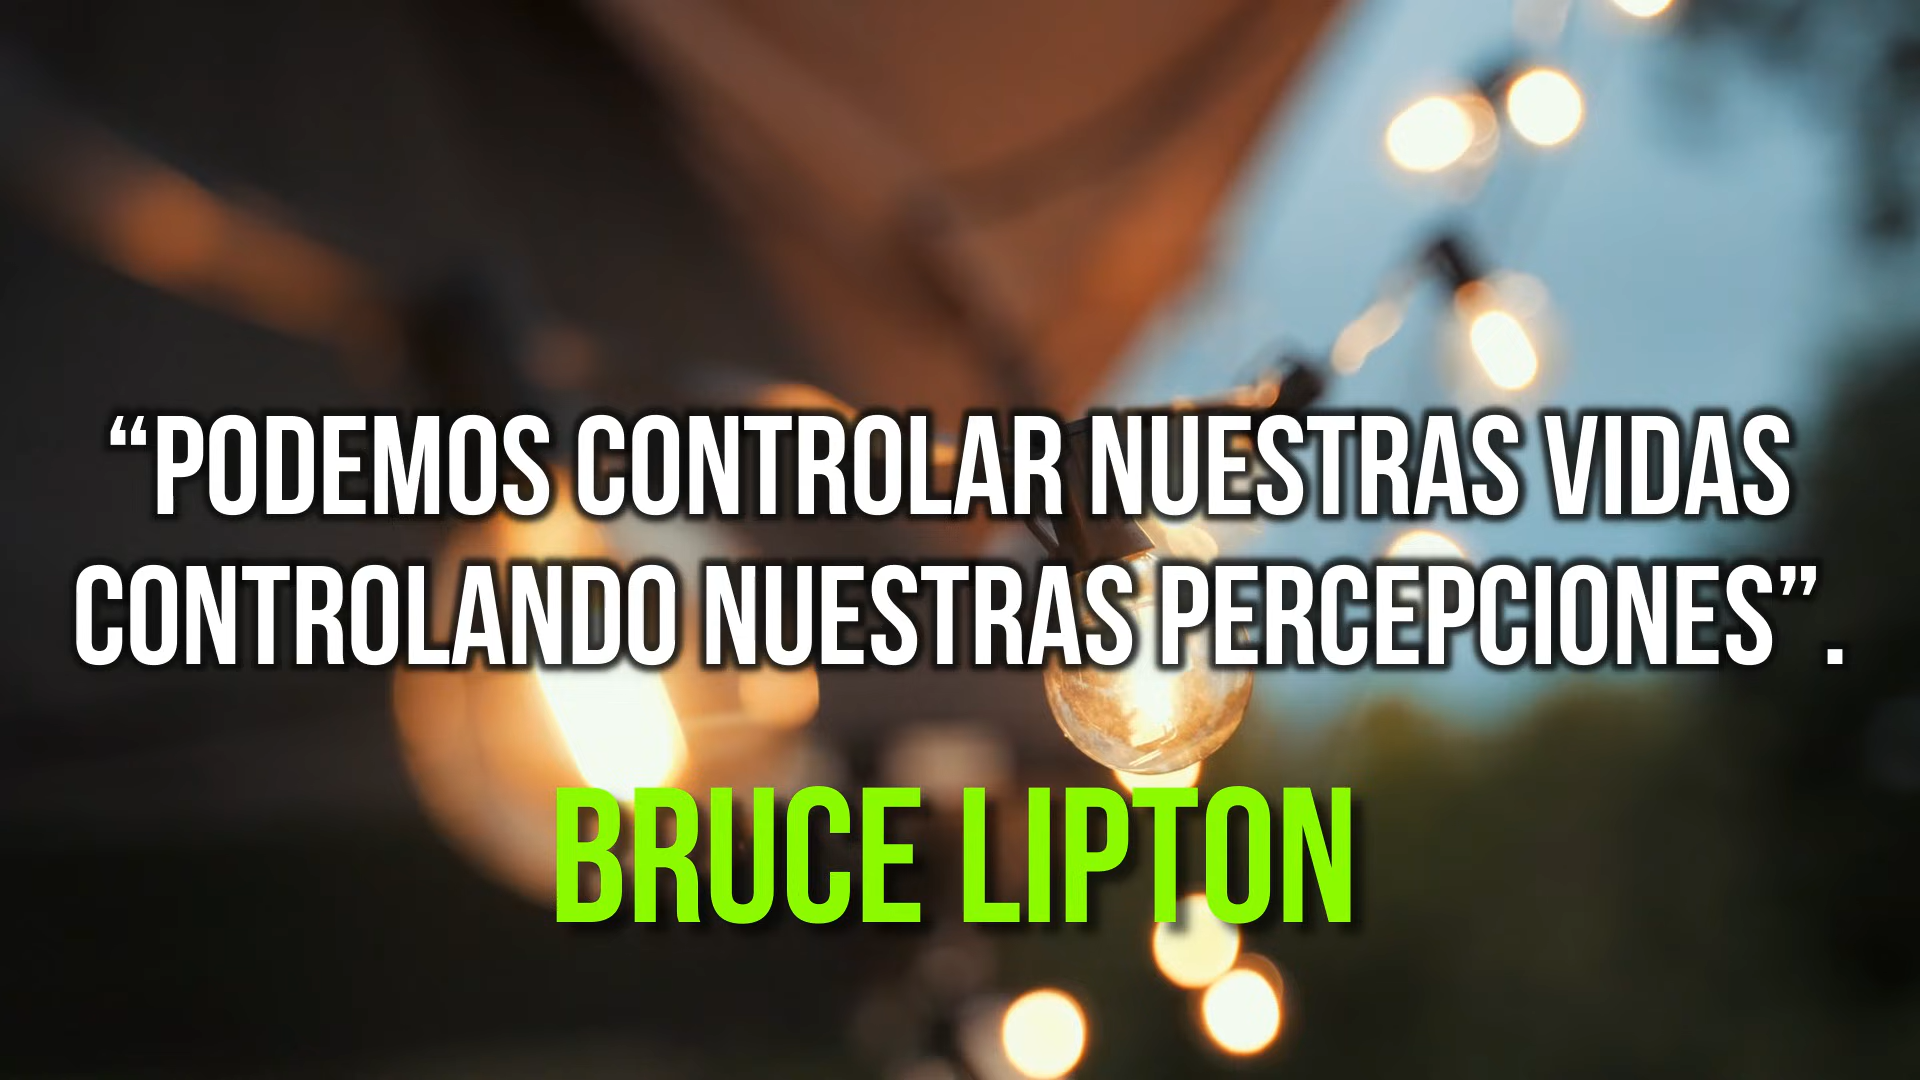 “PODEMOS CONTROLAR NUESTRAS VIDAS
CONTROLANDO NUESTRAS PERCEPCIONES”.
BRUCE LIPTON